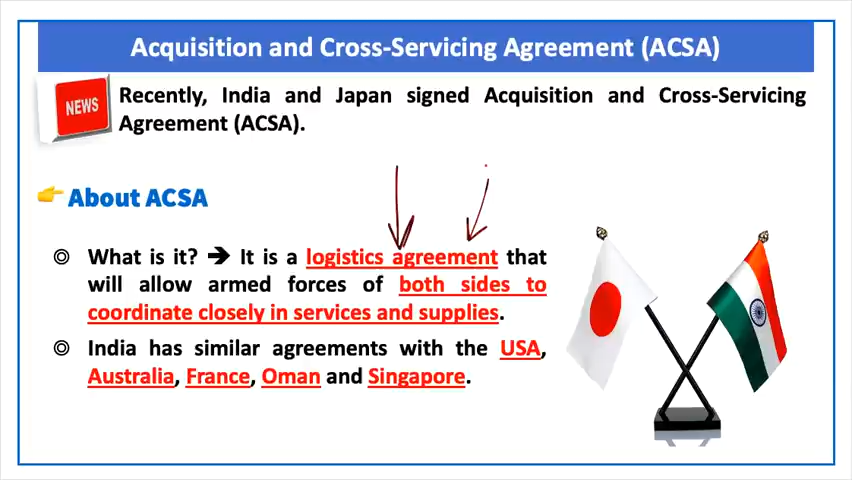 Acquisition and Cross-Servicing Agreement (ACSA)
NEWS
Recently, India and Japan signed Acquisition and Cross-Servicing
Agreement (ACSA).
About ACSA
What is it? ➔ It is a logistics agreement that
will allow armed forces of both sides to
coordinate closely in services and supplies.
India has similar agreements with the USA,
Australia, France, Oman and Singapore.